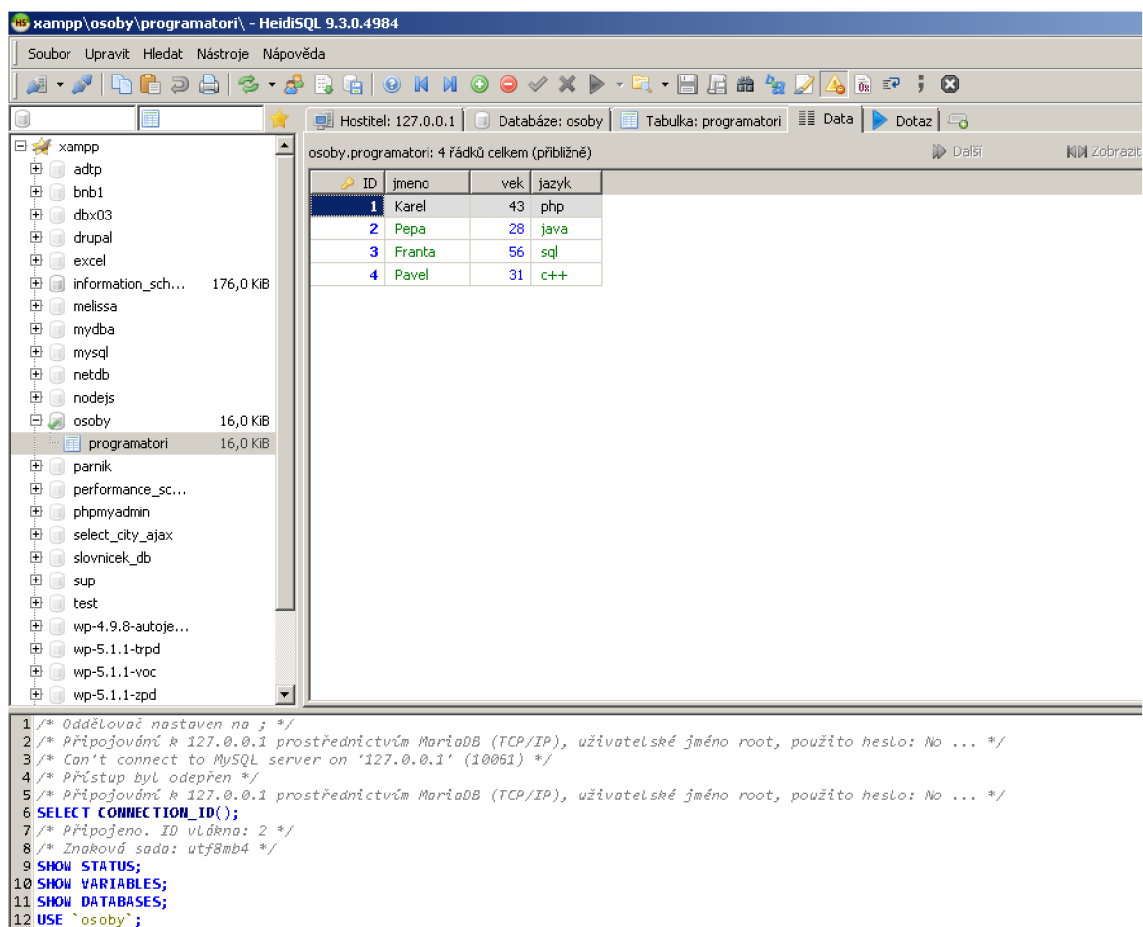 xampp\osoby\programatori\ - HeidiSQL 9.3.0.4984
Soubor Upravit Hledat Nástroje Nápověda
Hostitel: 127.0.0.1 Databáze: osoby Tabulka: programatori Data Dotaz
osoby.programatori: 4 řádků celkem (přibližně) Další Zobrazit
ID jmeno vek jazyk
1 Karel 43 php
2 Pepa 28 java
3 Franta 56 sql
4 Pavel 31 c++
xampp
adtp
bnb1
dbx03
drupal
excel
information_sch... 176,0 KiB
melissa
mydba
mysql
netdb
nodejs
osoby 16,0 KiB
programatori 16,0 KiB
parnik
performance_sc...
phpmyadmin
select_city_ajax
slovnicek_db
sup
test
wp-4.9.8-autoje...
wp-5.1.1-trpd
wp-5.1.1-voc
wp-5.1.1-zpd
1 /* Oddělovač nastaven na ; */
2 /* Připojování k 127.0.0.1 prostřednictvím MariaDB (TCP/IP), uživatelské jméno root, použito heslo: No ... */
3 /* Can't connect to MySQL server on '127.0.0.1' (10061) */
4 /* Přístup byl odepřen */
5 /* Připojování k 127.0.0.1 prostřednictvím MariaDB (TCP/IP), uživatelské jméno root, použito heslo: No ... */
6 SELECT CONNECTION_ID();
7 /* Připojeno. ID vlákna: 2 */
8 /* Znaková sada: utf8mb4 */
9 SHOW STATUS;
10 SHOW VARIABLES;
11 SHOW DATABASES;
12 USE `osoby`;